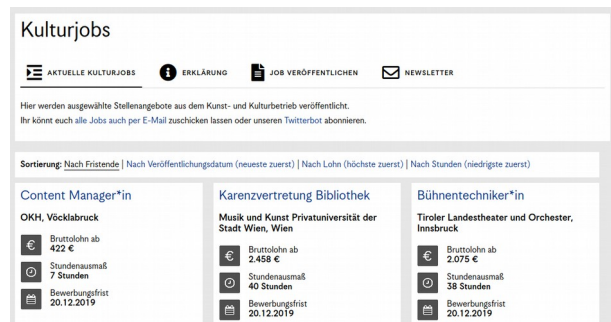 Kulturjobs
AKTUELLE KULTURJOBS
ERKLÄRUNG
JOB VERÖFFENTLICHEN
NEWSLETTER
Hier werden ausgewählte Stellenangebote aus dem Kunst- und Kulturbetrieb veröffentlicht.
Ihr könnt euch alle Jobs auch per E-Mail zuschicken lassen oder unseren Twitterbot abonnieren.
Sortierung: Nach Fristende | Nach Veröffentlichungsdatum (neueste zuerst) | Nach Lohn (höchste zuerst) | Nach Stunden (niedrigste zuerst)
Content Manager*in
OKH, Vöcklabruck
€
Bruttolohn ab
422 €
Stundenausmaß
7 Stunden
Bewerbungsfrist
20.12.2019
Karenzvertretung Bibliothek
Musik und Kunst Privatuniversität der
Stadt Wien, Wien
€
Bruttolohn ab
2.458 €
Stundenausmaß
40 Stunden
Bewerbungsfrist
20.12.2019
Bühnentechniker*in
Tiroler Landestheater und Orchester,
Innsbruck
€
Bruttolohn ab
2.075 €
Stundenausmaß
38 Stunden
Bewerbungsfrist
20.12.2019